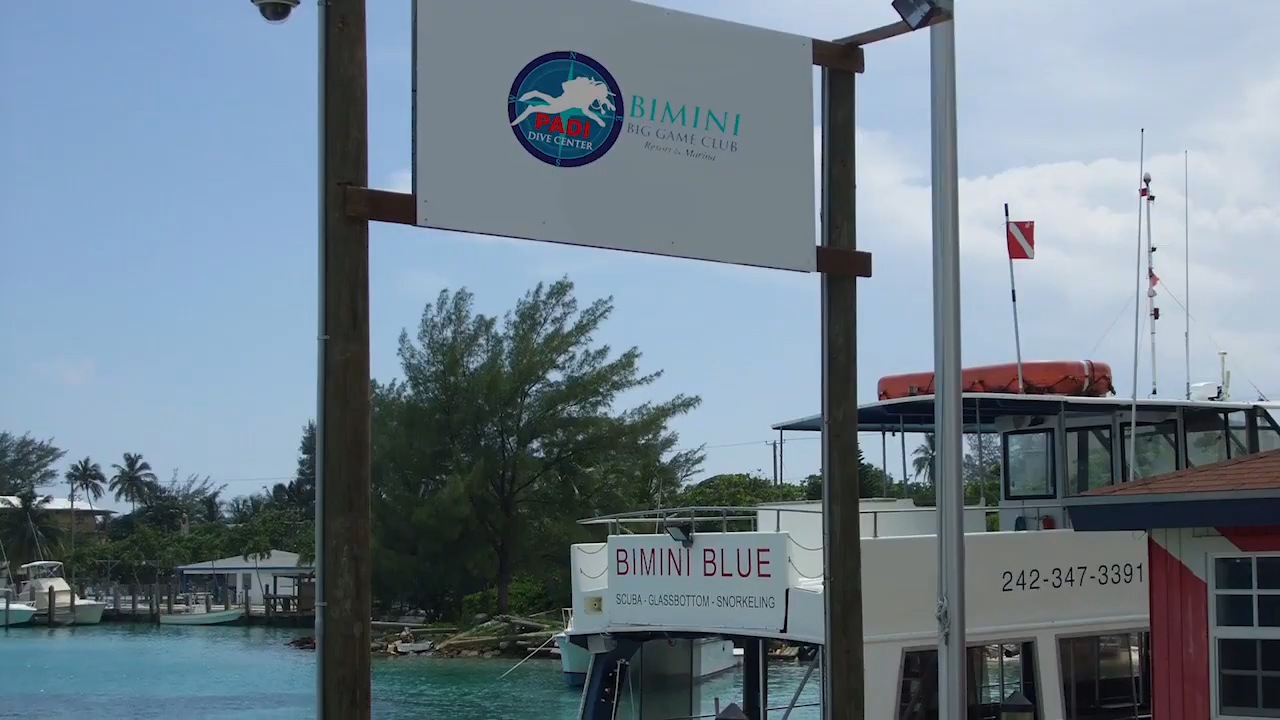 N
W
E
S
PADI
DIVE CENTER
BIMINI
BIG GAME CLUB
Resort & Marina
BIMINI BLUE
SCUBA - GLASSBOTTOM - SNORKELING
242-347-3391